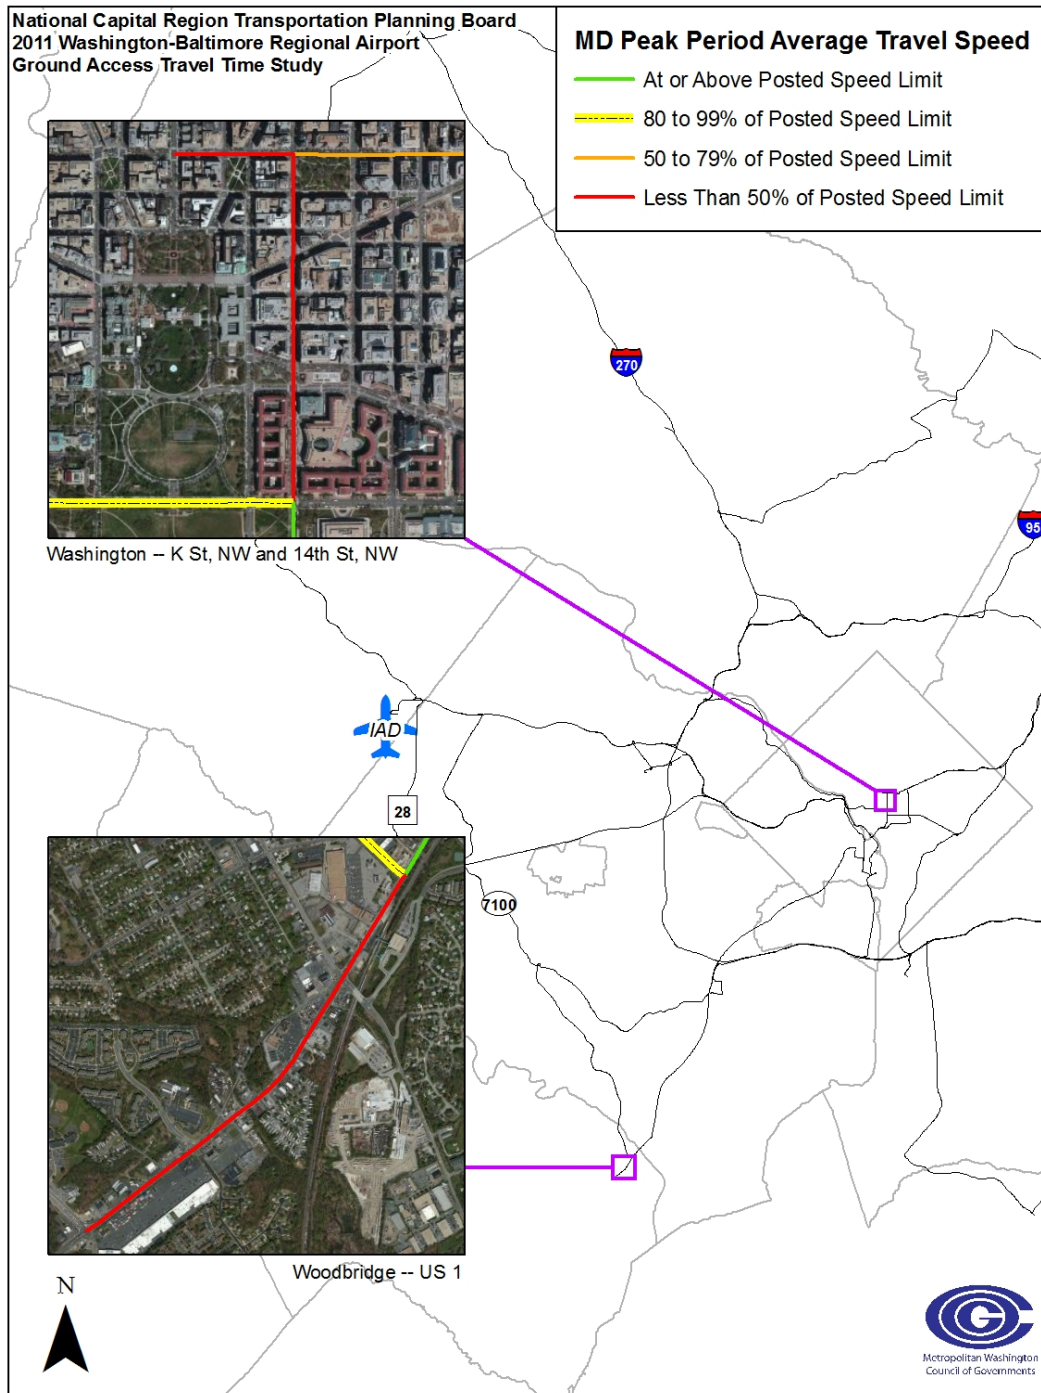 National Capital Region Transportation Planning Board
2011 Washington-Baltimore Regional Airport
Ground Access Travel Time Study
MD Peak Period Average Travel Speed
At or Above Posted Speed Limit
80 to 99% of Posted Speed Limit
50 to 79% of Posted Speed Limit
Less Than 50% of Posted Speed Limit
270
95
Washington -- K St, NW and 14th St, NW
IAD
28
7100
Woodbridge -- US 1
N
Metropolitan Washington
Council of Governments